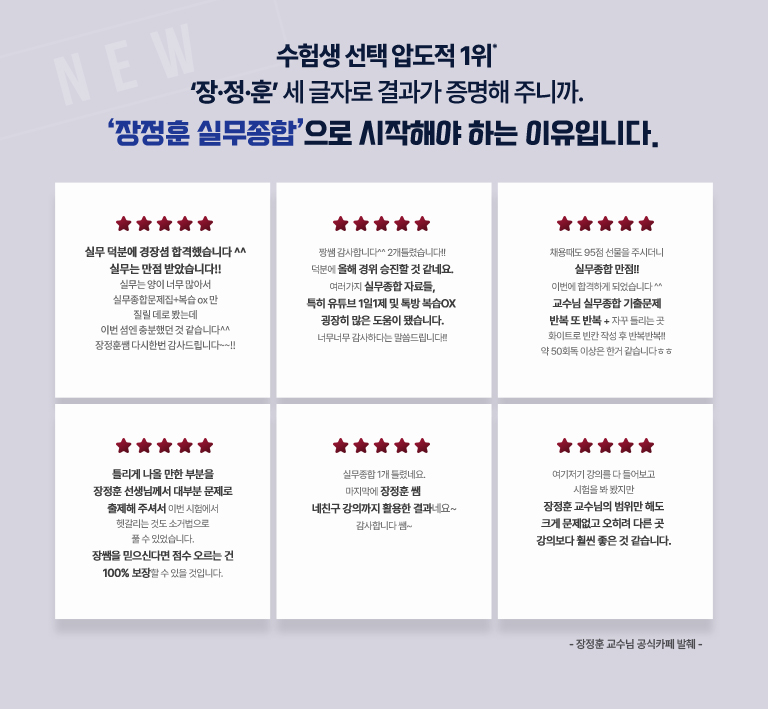 NEW
수험생 선택 압도적 1위*
‘장·정·훈’ 세 글자로 결과가 증명해 주니까.
‘장정훈 실무종합’으로 시작해야 하는 이유입니다.
실무 덕분에 경장셤 합격했습니다 ^^
실무는 만점 받았습니다!!
실무는 양이 너무 많아서
실무종합문제집+복습 ox 만
질릴 데로 봤는데
이번 셤엔 충분했던 것 같습니다^^
장정훈쌤 다시한번 감사드립니다~~!!
짱쌤 감사합니다^^ 2개틀렸습니다!!
덕분에 올해 경위 승진할 것 같네요.
여러가지 실무종합 자료들,
특히 유튜브 1일1제 및 톡방 복습OX
굉장히 많은 도움이 됐습니다.
너무너무 감사하다는 말씀드립니다!!
채용때도 95점 선물을 주시더니
실무종합 만점!!
이번에 합격하게 되었습니다 ^^
교수님 실무종합 기출문제
반복 또 반복 + 자꾸 틀리는 곳
화이트로 빈칸 작성 후 반복반복!!
약 50회독 이상은 한거 같습니다ㅎㅎ
틀리게 나올 만한 부분을
장정훈 선생님께서 대부분 문제로
출제해 주셔서 이번 시험에서
헷갈리는 것도 소거법으로
풀 수 있었습니다.
장쌤을 믿으신다면 점수 오르는 건
100% 보장할 수 있을 것입니다.
실무종합 1개 틀렸네요.
마지막에 장정훈 쌤
네친구 강의까지 활용한 결과네요~
감사합니다 쌤~
여기저기 강의를 다 들어보고
시험을 봐 봤지만
장정훈 교수님의 범위만 해도
크게 문제없고 오히려 다른 곳
강의보다 훨씬 좋은 것 같습니다.
- 장정훈 교수님 공식카페 발췌 -